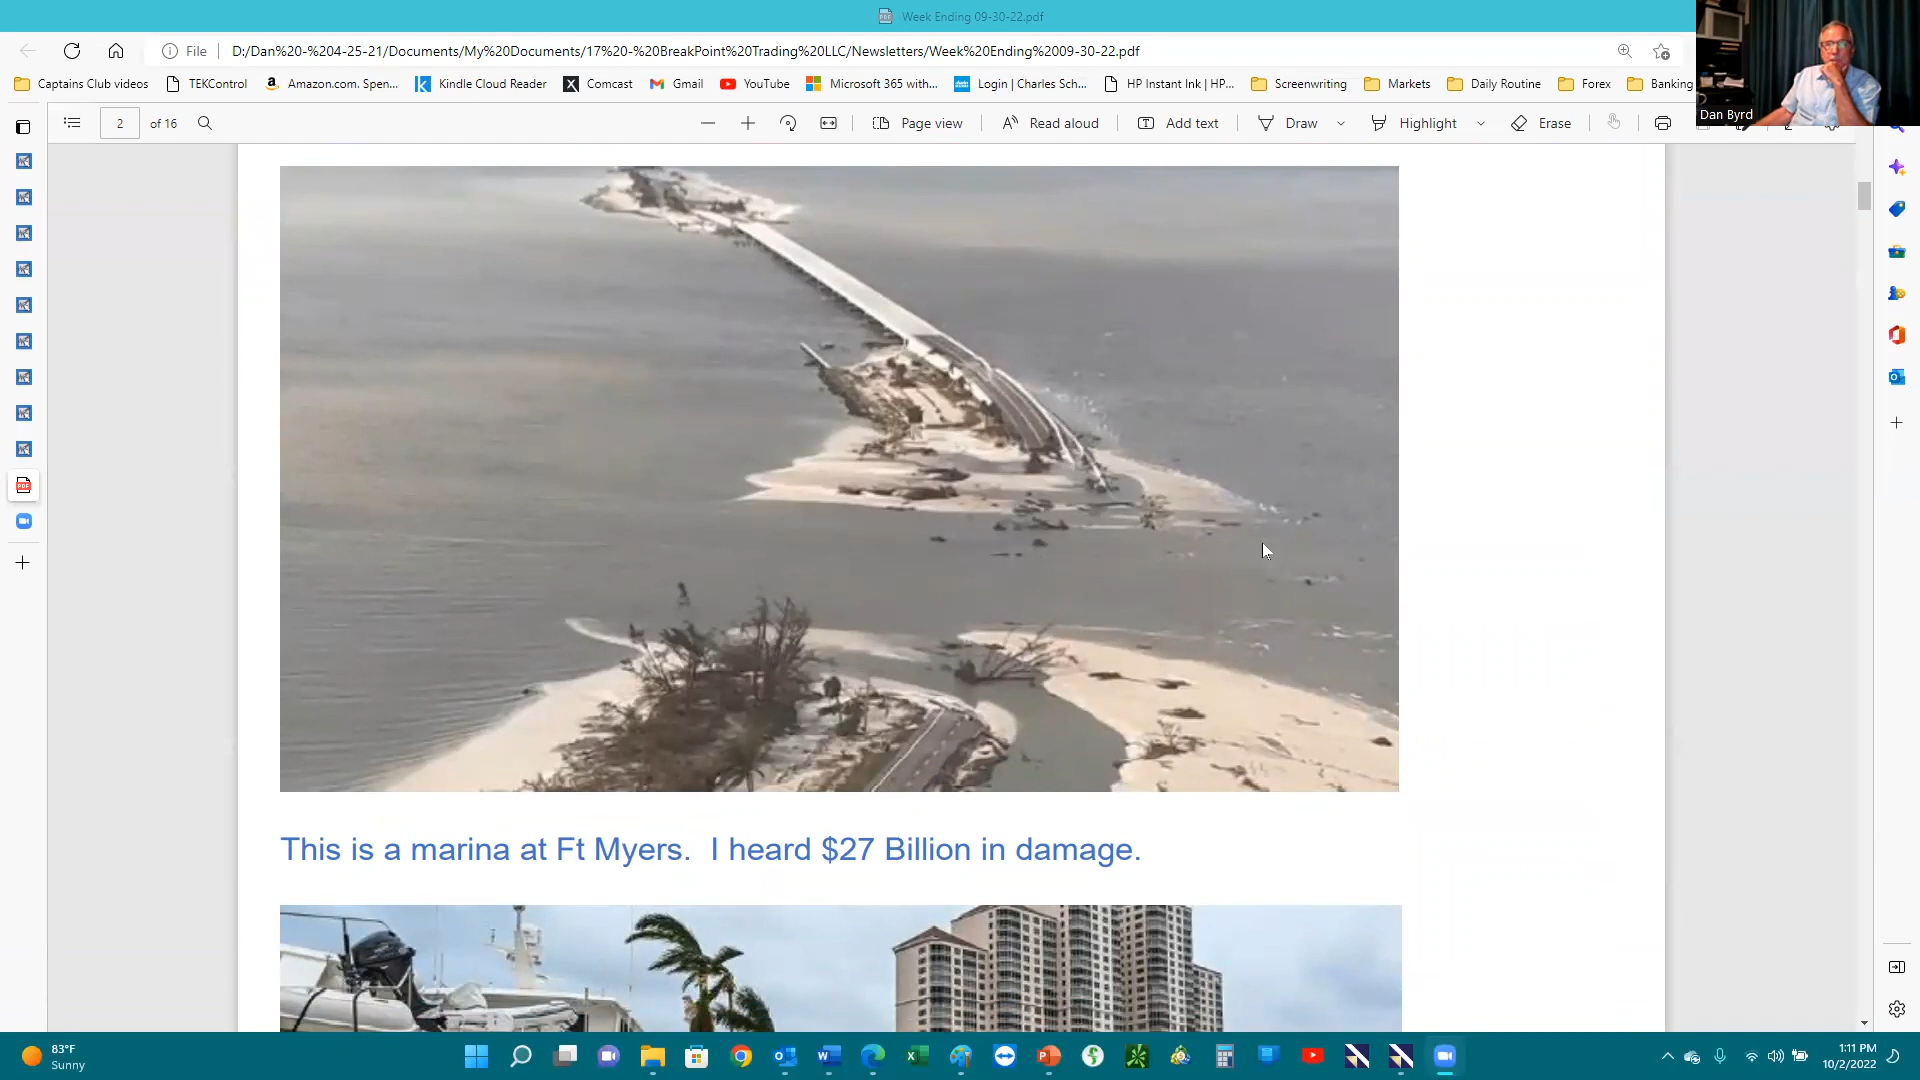 Week Ending 09-30-22.pdf
File
D:/Dan%20-%204-25-21/Documents/My%20Documents/17%20-%20BreakPoint%20Trading%20LLC/Newsletters/Week%20Ending%2009-30-22.pdf
Captains Club videos
TEKControl
Amazon.com. Spen...
Kindle Cloud Reader
Comcast
Gmail
YouTube
Microsoft 365 with...
Login | Charles Sch...
HP Instant Ink | HP...
Screenwriting
Markets
Daily Routine
Forex
Banking
Dan Byrd
2 of 16
Page view
Read aloud
Add text
Draw
Highlight
Erase
This is a marina at Ft Myers.  I heard $27 Billion in damage.
83°F
Sunny
1:11 PM
10/2/2022